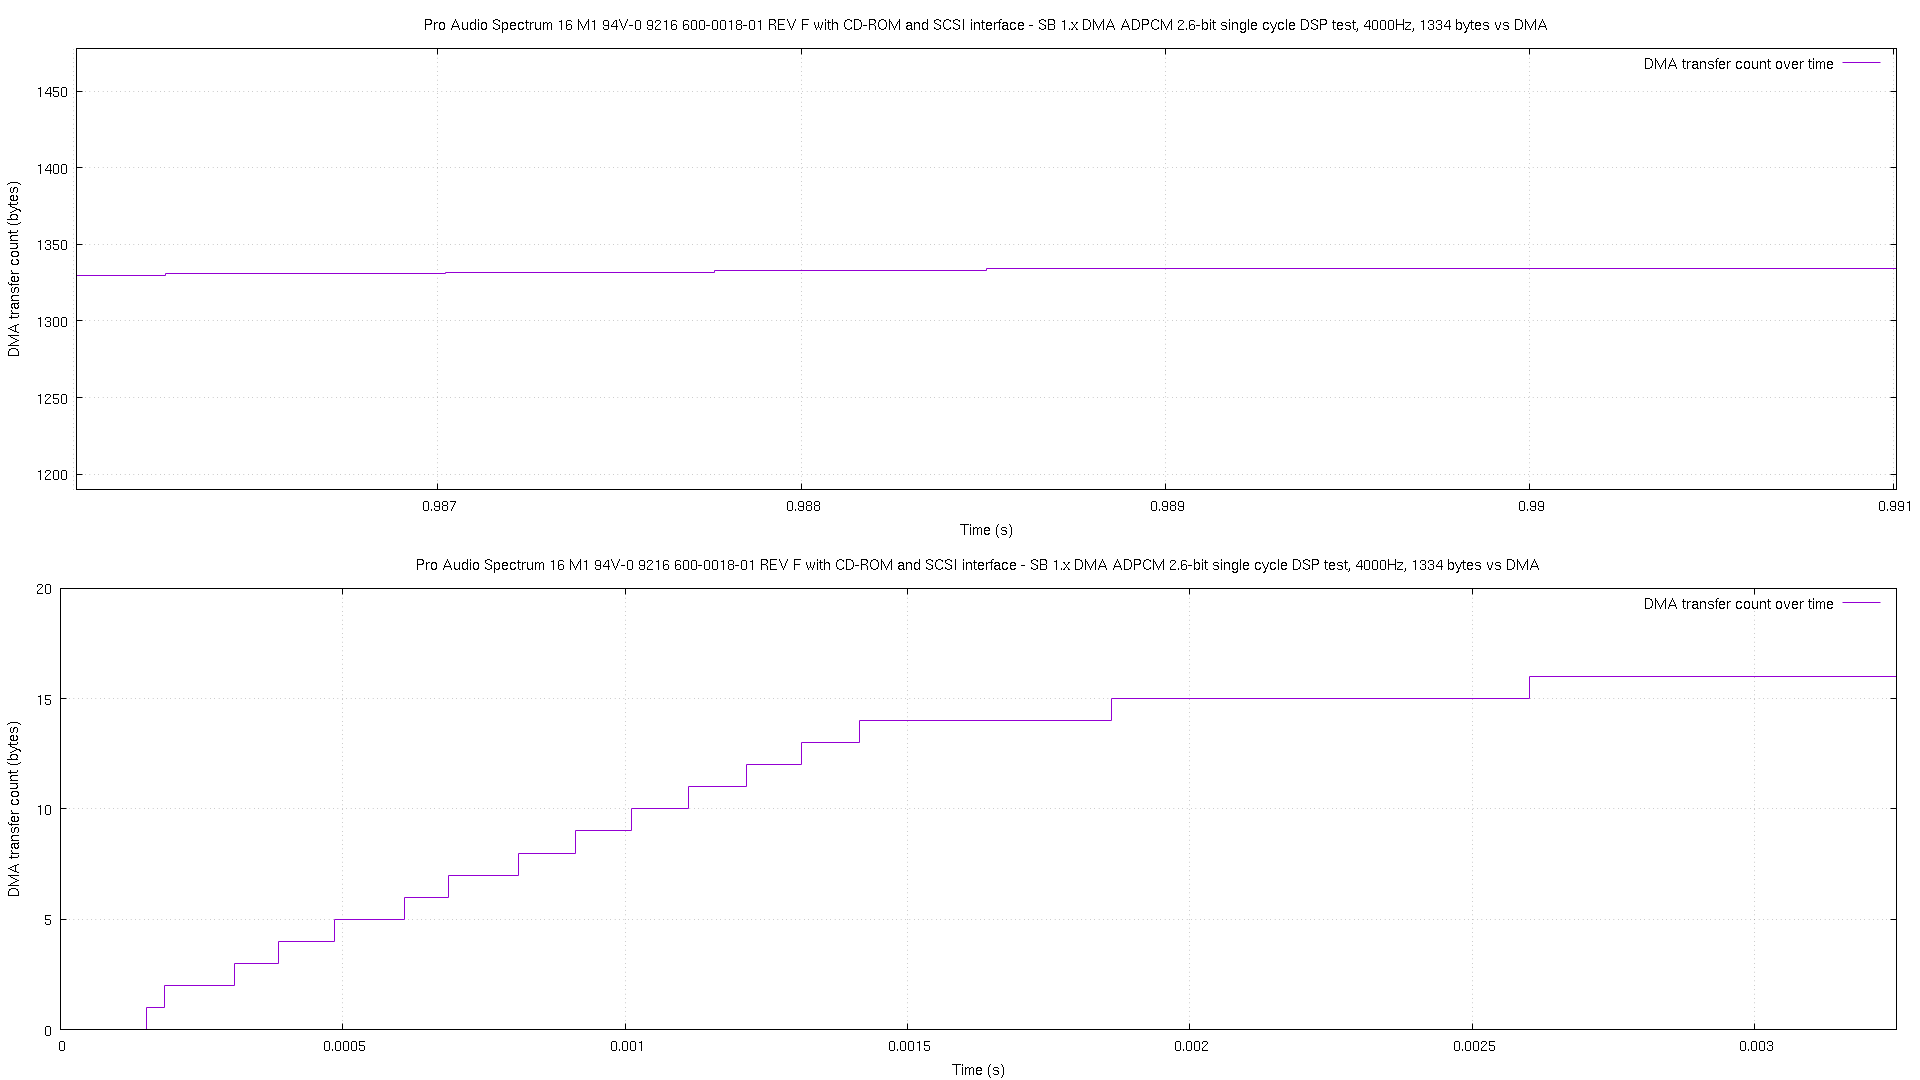 Pro Audio Spectrum 16 M1 94V-0 9216 600-0018-01 REV F with CD-ROM and SCSI interface - SB 1.x DMA ADPCM 2.6-bit single cycle DSP test, 4000Hz, 1334 bytes vs DMA
DMA transfer count over time
DMA transfer count (bytes)
1450
1400
1350
1300
1250
1200
0.987 0.988 0.989 0.99 0.991
Time (s)
Pro Audio Spectrum 16 M1 94V-0 9216 600-0018-01 REV F with CD-ROM and SCSI interface - SB 1.x DMA ADPCM 2.6-bit single cycle DSP test, 4000Hz, 1334 bytes vs DMA
DMA transfer count over time
DMA transfer count (bytes)
20
15
10
5
0
0 0.0005 0.001 0.0015 0.002 0.0025 0.003
Time (s)